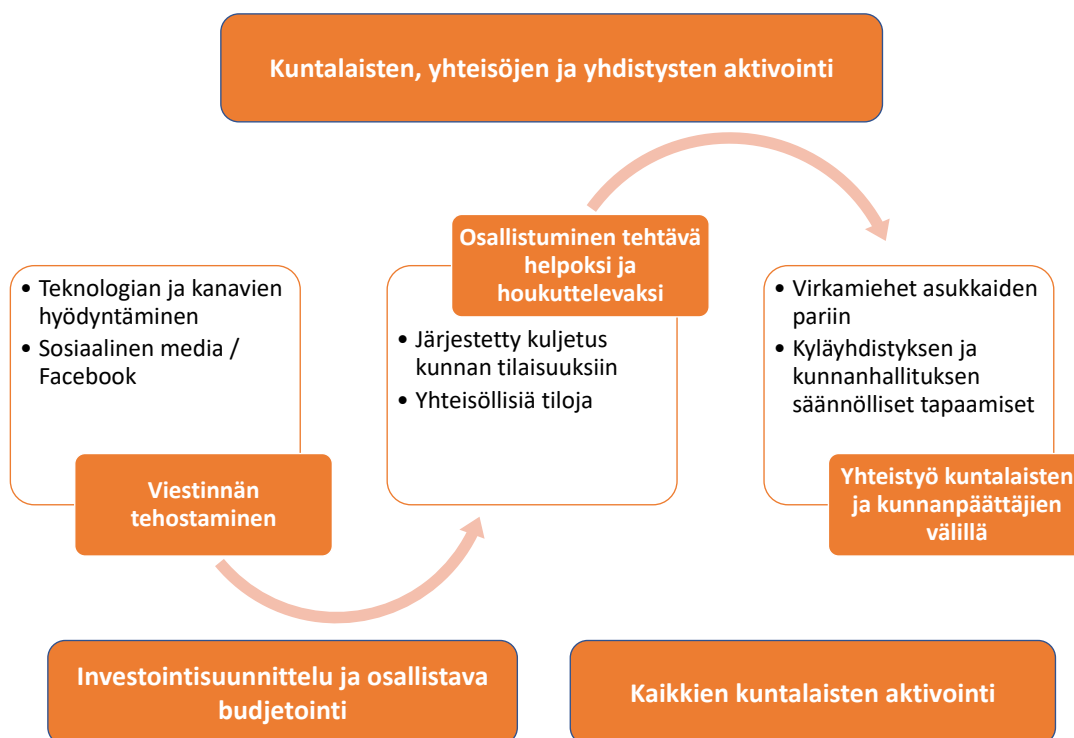 Kuntalaisten, yhteisöjen ja yhdistysten aktivointi
• Teknologian ja kanavien
hyödyntäminen
• Sosiaalinen media /
Facebook
Viestinnän
tehostaminen
Osallistuminen tehtävä
helpoksi ja
houkuttelevaksi
• Järjestetty kuljetus
kunnan tilaisuuksiin
• Yhteisöllisiä tiloja
• Virkamiehet asukkaiden
pariin
• Kyläyhdistyksen ja
kunnanhallituksen
säännölliset tapaamiset
Yhteistyö kuntalaisten
ja kunnanpäättäjien
välillä
Investointisuunnittelu ja osallistava
budjetointi
Kaikkien kuntalaisten aktivointi